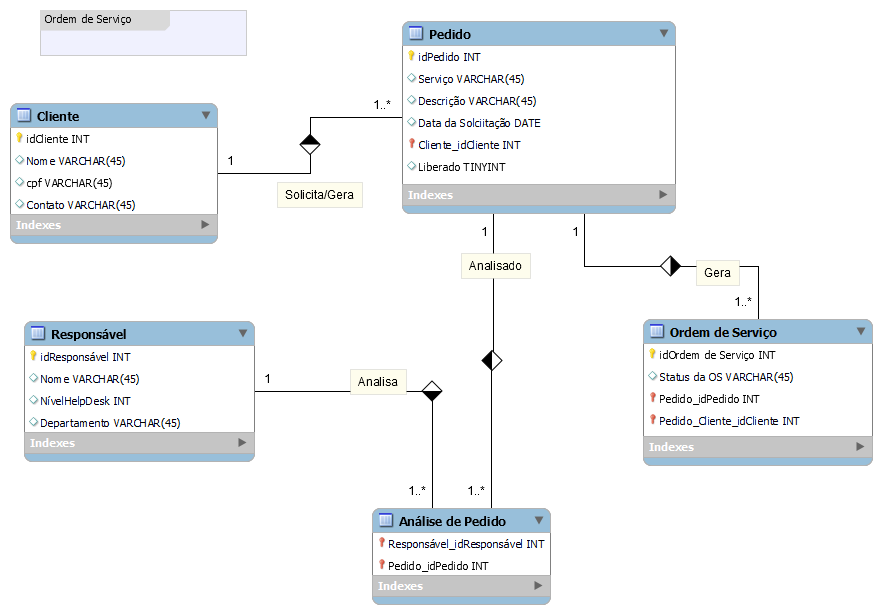 Ordem de Serviço
Pedido
idPedido INT
Serviço VARCHAR(45)
Descrição VARCHAR(45)
Data da Solciitação DATE
Cliente_idCliente INT
Liberado TINYINT
Indexes
Cliente
idCliente INT
Nome VARCHAR(45)
cpf VARCHAR(45)
Contato VARCHAR(45)
Indexes
1
1..*
Solicita/Gera
1
Analisado
1
Gera
1..*
Responsável
idResponsável INT
Nome VARCHAR(45)
NívelHelpDesk INT
Departamento VARCHAR(45)
Indexes
1
Analisa
1..*
1..*
Ordem de Serviço
idOrdem de Serviço INT
Status da OS VARCHAR(45)
Pedido_idPedido INT
Pedido_Cliente_idCliente INT
Indexes
Análise de Pedido
Responsável_idResponsável INT
Pedido_idPedido INT
Indexes